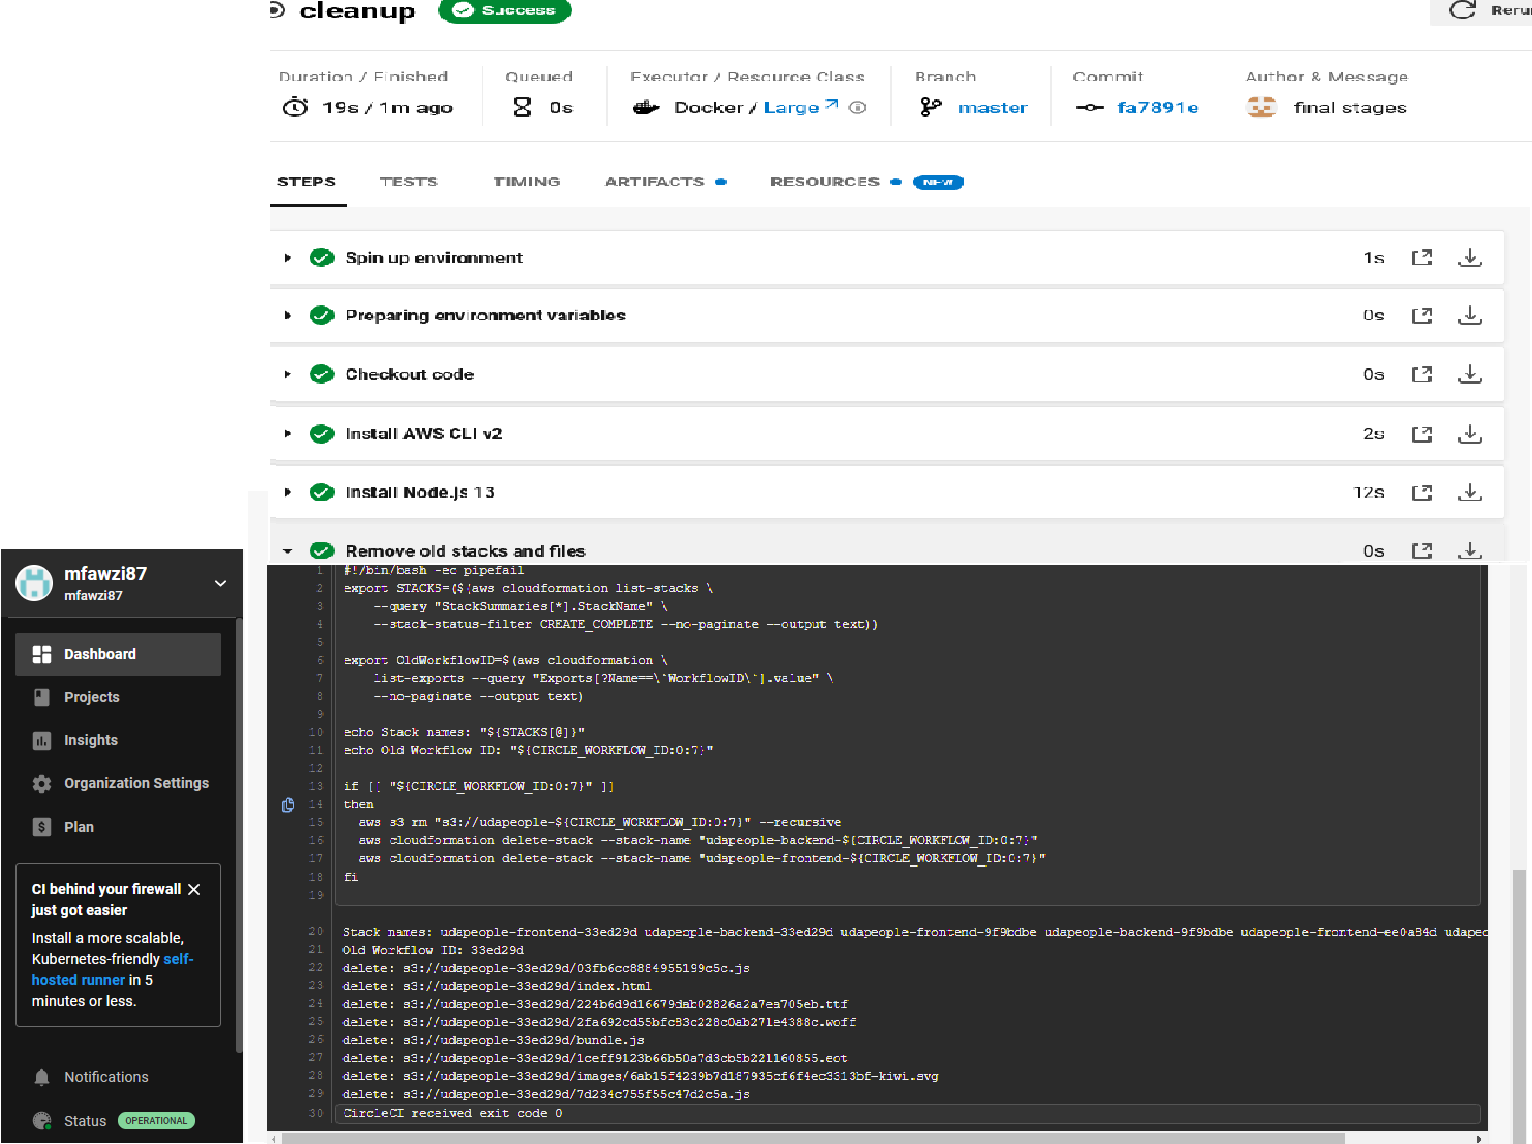 cleanup Success
Duration / Finished Queued Executor / Resource Class Branch Commit Author & Message
19s / 1m ago 0s Docker / Large master fa7891e final stages
STEPS TESTS TIMING ARTIFACTS RESOURCES NEW
Spin up environment 1s
Preparing environment variables 0s
Checkout code 0s
Install AWS CLI v2 2s
Install Node.js 13 12s
Remove old stacks and files 0s
mfawzi87
mfawzi87
Dashboard
Projects
Insights
Organization Settings
Plan
CI behind your firewall
just got easier
Install a more scalable,
Kubernetes-friendly self-
hosted runner in 5
minutes or less.
Notifications
Status OPERATIONAL
1 #!/bin/bash -eo pipefail
2 export STACKS=($(aws cloudformation list-stacks \
3 --query "StackSummaries[*].StackName" \
4 --stack-status-filter CREATE_COMPLETE --no-paginate --output text))
5
6 export OldWorkflowID=$(aws cloudformation \
7 list-exports --query "Exports[?Name==\`WorkflowID\`].Value" \
8 --no-paginate --output text)
9
10 echo Stack names: "${STACKS[@]}"
11 echo Old Workflow ID: "${CIRCLE_WORKFLOW_ID:0:7}"
12
13 if [[ "${CIRCLE_WORKFLOW_ID:0:7}" ]]
14 then
15 aws s3 rm "s3://udapeople-${CIRCLE_WORKFLOW_ID:0:7}" --recursive
16 aws cloudformation delete-stack --stack-name "udapeople-backend-${CIRCLE_WORKFLOW_ID:0:7}"
17 aws cloudformation delete-stack --stack-name "udapeople-frontend-${CIRCLE_WORKFLOW_ID:0:7}"
18 fi
19
20 Stack names: udapeople-frontend-33ed29d udapeople-backend-33ed29d udapeople-frontend-9f9bdbe udapeople-backend-9f9bdbe udapeople-frontend-ee0a84d
21 Old Workflow ID: 33ed29d
22 delete: s3://udapeople-33ed29d/03fb6cc8884955199c5c.js
23 delete: s3://udapeople-33ed29d/index.html
24 delete: s3://udapeople-33ed29d/224b6d9d16679dab02826a2a7ea705eb.ttf
25 delete: s3://udapeople-33ed29d/2fa692cd55bfc83c228c0ab271e4388c.woff
26 delete: s3://udapeople-33ed29d/bundle.js
27 delete: s3://udapeople-33ed29d/1ceff9123b66b50a7d3cb5b221160855.eot
28 delete: s3://udapeople-33ed29d/images/6ab15f4239b7d187935cf6f4ec3313bf-kiwi.svg
29 delete: s3://udapeople-33ed29d/7d234c755f55c47d2c5a.js
30 CircleCI received exit code 0